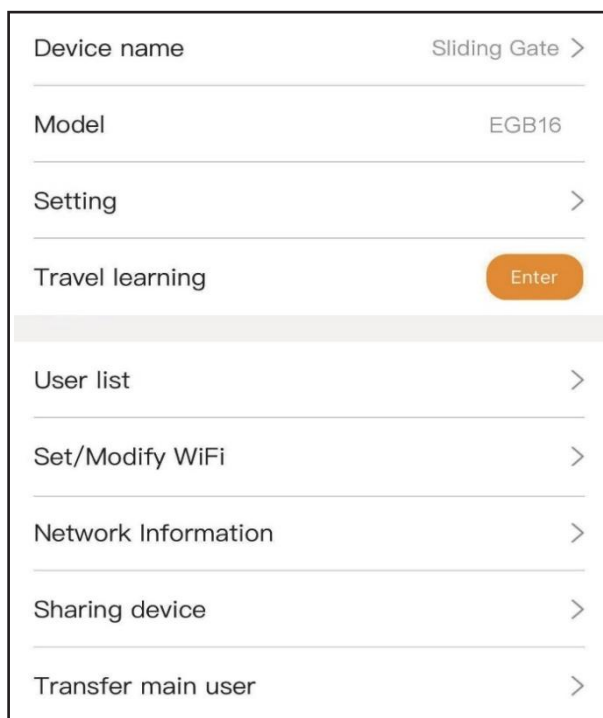 Device name Sliding Gate >
Model EGB16
Setting >
Travel learning Enter
User list >
Set/Modify WiFi >
Network Information >
Sharing device >
Transfer main user >